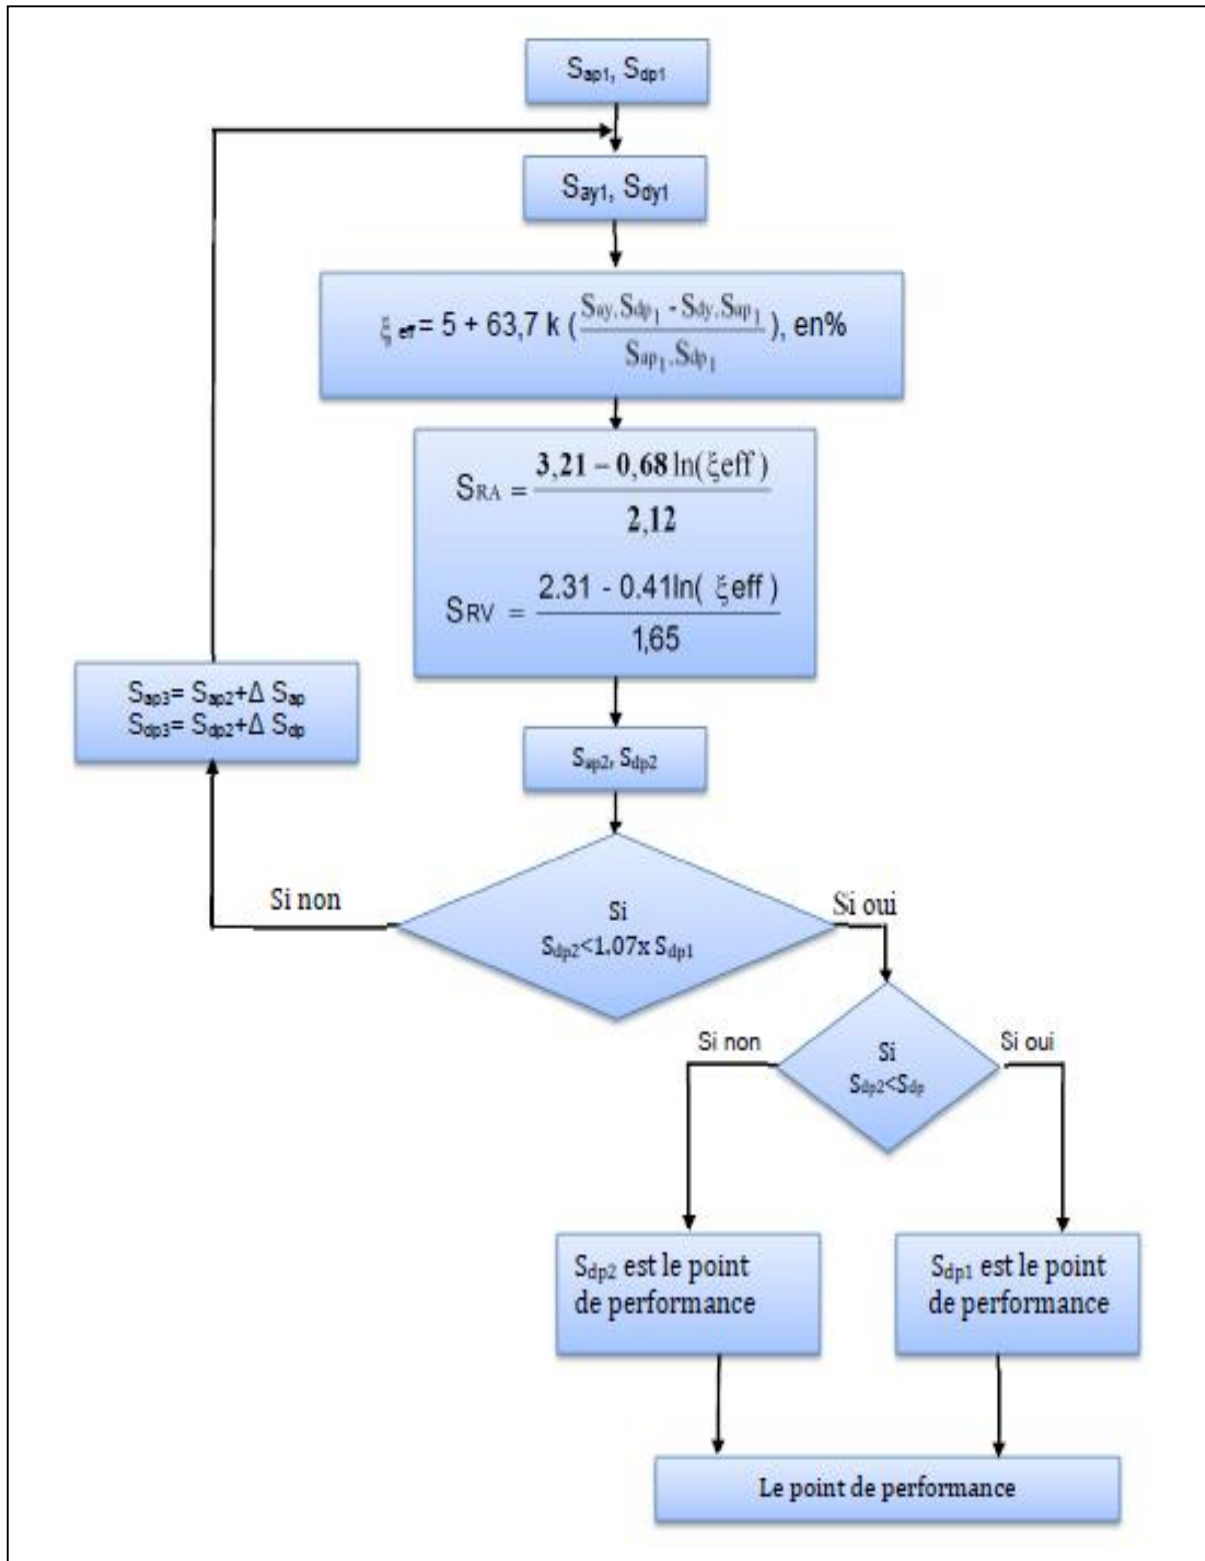 Sap1, Sdp1
Say1, Sdy1
ξ eff = 5 + 63,7 k ( (Say.Sdp1 - Sdy.Sap1) / (Sap1.Sdp1) ), en%
SRA = (3,21 – 0,68 ln(ξeff)) / 2,12
SRV = (2.31 - 0.41ln( ξeff )) / 1,65
Sap3= Sap2+Δ Sap
Sdp3= Sdp2+Δ Sdp
Sap2, Sdp2
Si non
Si
Sdp2<1.07x Sdp1
Si oui
Si non
Si
Sdp2<Sdp
Si oui
Sdp2 est le point
de performance
Sdp1 est le point
de performance
Le point de performance